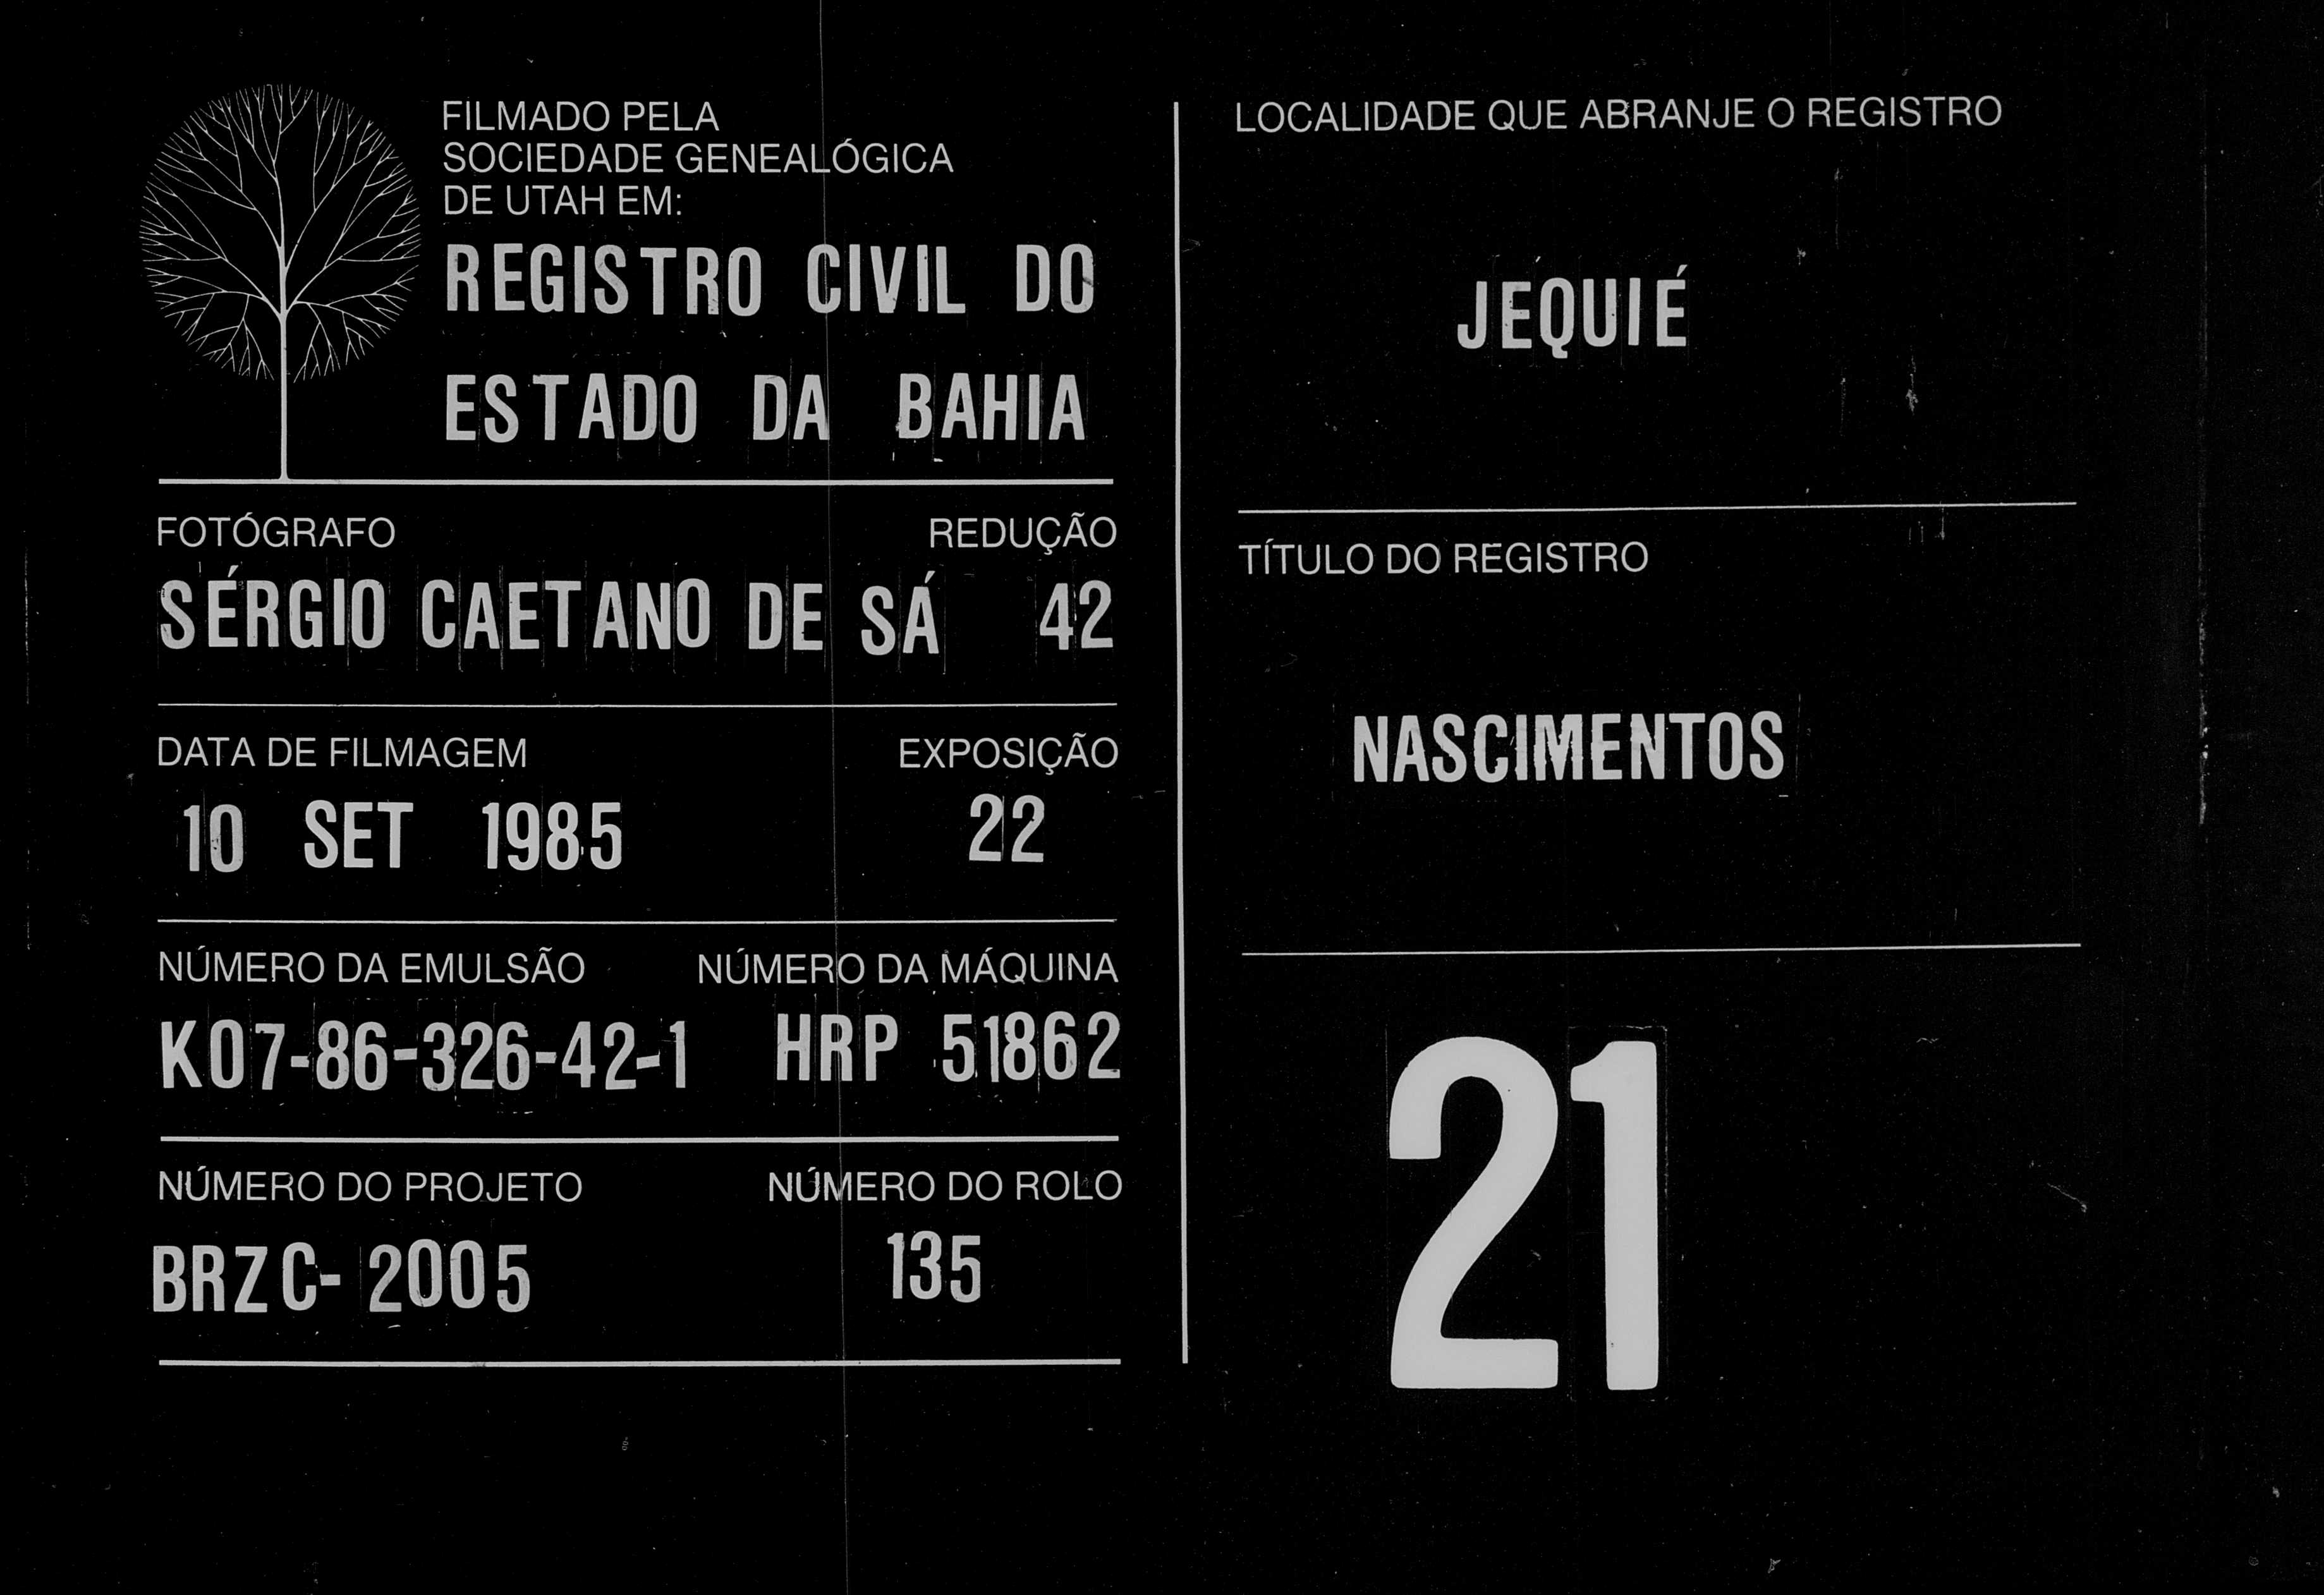 FILMADO PELA
SOCIEDADE GENEALÓGICA
DE UTAH EM:
REGISTRO CIVIL DO
ESTADO DA BAHIA
FOTÓGRAFO REDUÇÃO
SÉRGIO CAETANO DE SÁ 42
DATA DE FILMAGEM EXPOSIÇÃO
10 SET 1985 22
NÚMERO DA EMULSÃO NÚMERO DA MÁQUINA
K07-86-326-42-1 HRP 51862
NÚMERO DO PROJETO NÚMERO DO ROLO
BRZC-2005 135
LOCALIDADE QUE ABRANJE O REGISTRO
JEQUIÉ
TÍTULO DO REGISTRO
NASCIMENTOS
21